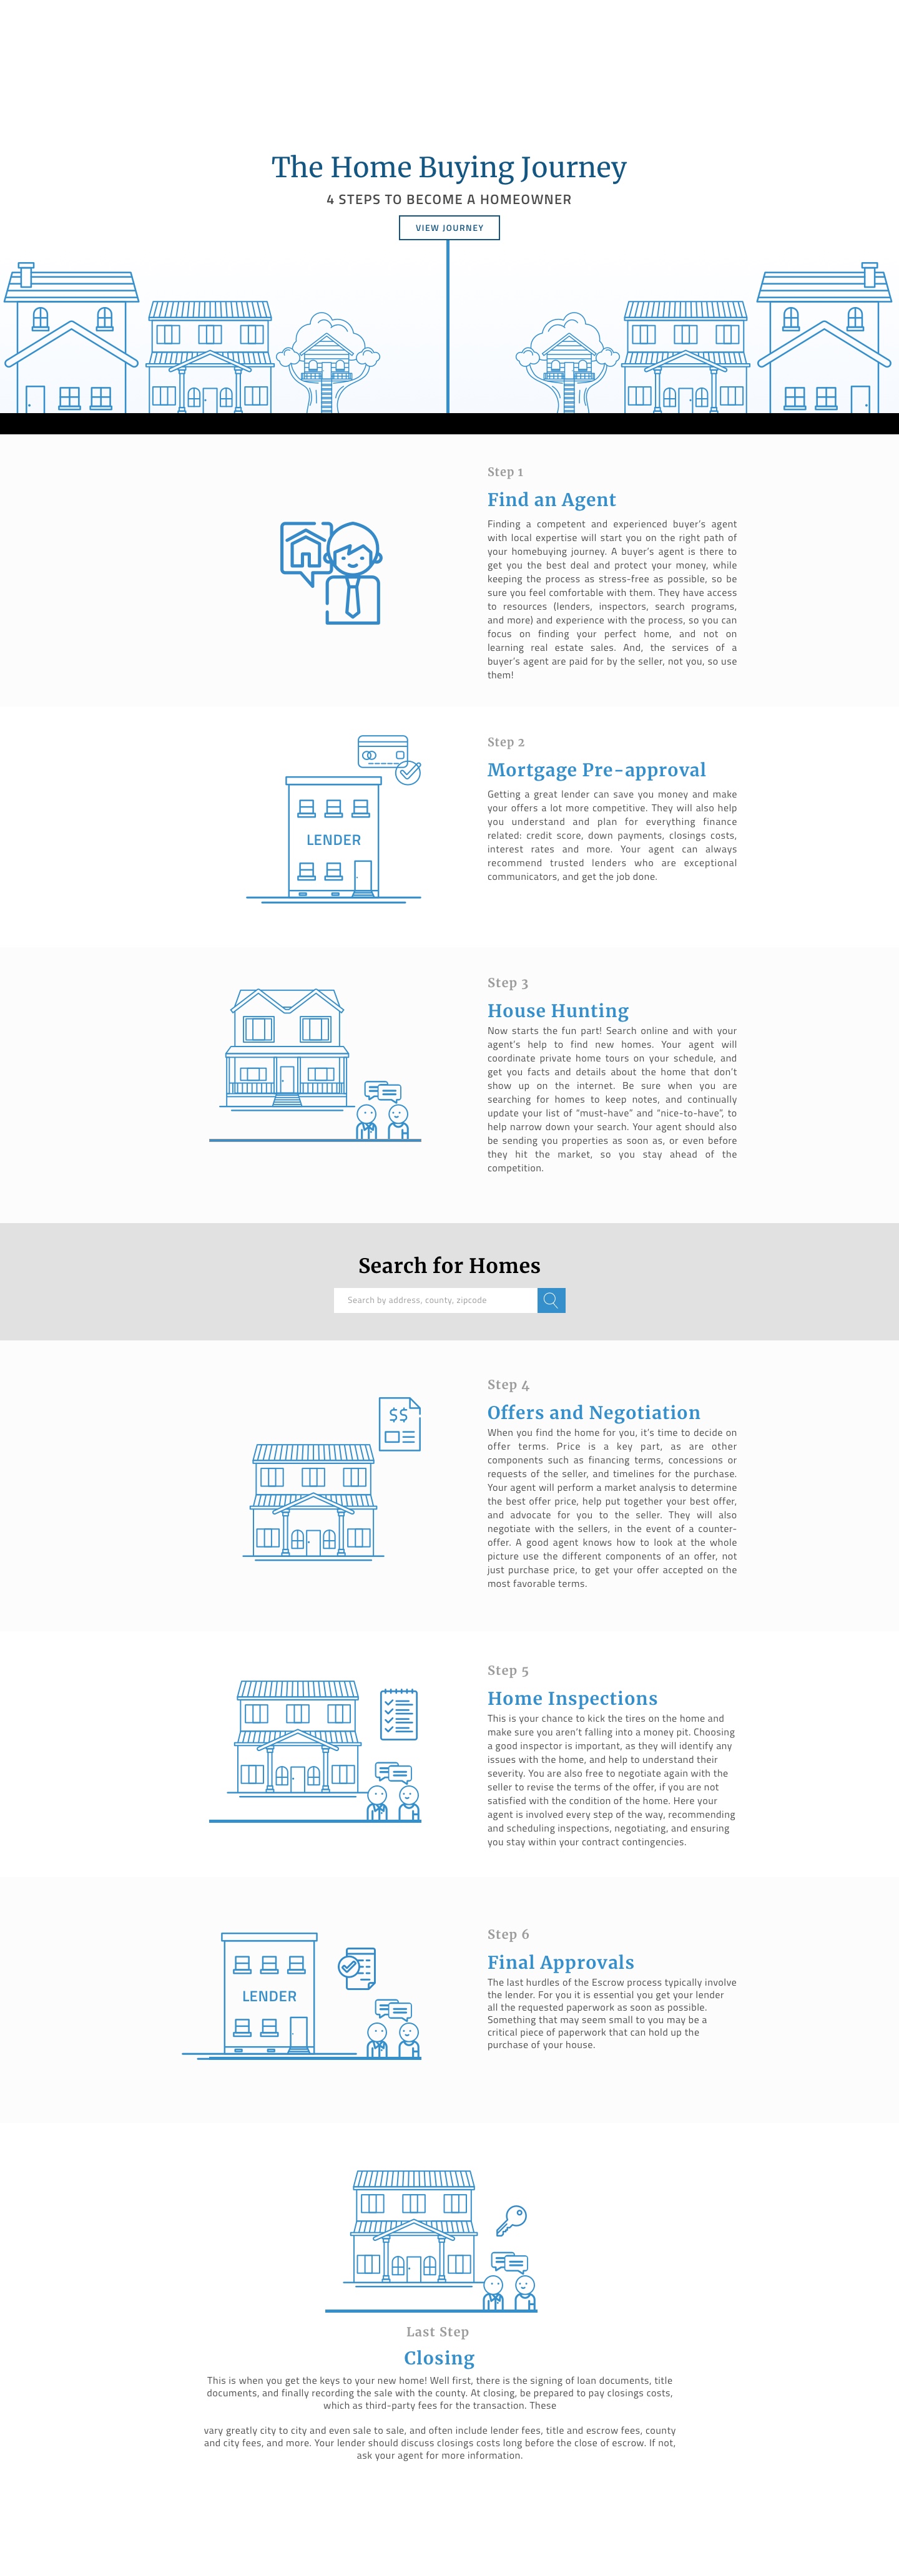 The Home Buying Journey
4 STEPS TO BECOME A HOMEOWNER
VIEW JOURNEY
Step 1
Find an Agent
Finding a competent and experienced buyer's agent
with local expertise will start you on the right path of
your homebuying journey. A buyer's agent is there to
get you the best deal and protect your money, while
keeping the process as stress-free as possible, so be
sure you feel comfortable with them. They have access
to resources (lenders, inspectors, search programs,
and more) and experience with the process, so you can
focus on finding your perfect home, and not on
learning real estate sales. And, the services of a
buyer's agent are paid for by the seller, not you, so use
them!
LENDER
Step 2
Mortgage Pre-approval
Getting a great lender can save you money and make
your offers a lot more competitive. They will also help
you understand and plan for everything finance
related: credit score, down payments, closings costs,
interest rates and more. Your agent can always
recommend trusted lenders who are exceptional
communicators, and get the job done.
Step 3
House Hunting
Now starts the fun part! Search online and with your
agent's help to find new homes. Your agent will
coordinate private home tours on your schedule, and
get you facts and details about the home that don't
show up on the internet. Be sure when you are
searching for homes to keep notes, and continually
update your list of “must-have” and “nice-to-have”, to
help narrow down your search. Your agent should also
be sending you properties as soon as, or even before
they hit the market, so you stay ahead of the
competition.
Search for Homes
Search by address, county, zipcode
$$
Step 4
Offers and Negotiation
When you find the home for you, it's time to decide on
offer terms. Price is a key part, as are other
components such as financing terms, concessions or
requests of the seller, and timelines for the purchase.
Your agent will perform a market analysis to determine
the best offer price, help put together your best offer,
and advocate for you to the seller. They will also
negotiate with the sellers, in the event of a counter-
offer. A good agent knows how to look at the whole
picture use the different components of an offer, not
just purchase price, to get your offer accepted on the
most favorable terms.
Step 5
Home Inspections
This is your chance to kick the tires on the home and
make sure you aren't falling into a money pit. Choosing
a good inspector is important, as they will identify any
issues with the home, and help to understand their
severity. You are also free to negotiate again with the
seller to revise the terms of the offer, if you are not
satisfied with the condition of the home. Here your
agent is involved every step of the way, recommending
and scheduling inspections, negotiating, and ensuring
you stay within your contract contingencies.
LENDER
Step 6
Final Approvals
The last hurdles of the Escrow process typically involve
the lender. For you it is essential you get your lender
all the requested paperwork as soon as possible.
Something that may seem small to you may be a
critical piece of paperwork that can hold up the
purchase of your house.
Last Step
Closing
This is when you get the keys to your new home! Well first, there is the signing of loan documents, title
documents, and finally recording the sale with the county. At closing, be prepared to pay closings costs,
which as third-party fees for the transaction. These
vary greatly city to city and even sale to sale, and often include lender fees, title and escrow fees, county
and city fees, and more. Your lender should discuss closings costs long before the close of escrow. If not,
ask your agent for more information.